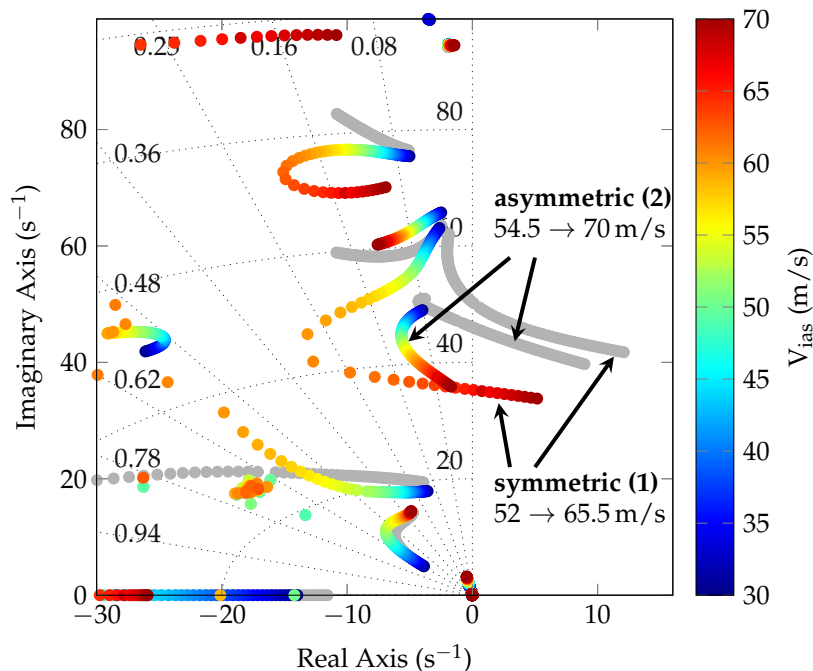 0.25 0.16 0.08
80
0.36
asymmetric (2)
54.5 → 70 m/s
0
0.48
40
0.62
20
0.78
symmetric (1)
52 → 65.5 m/s
0.94
80
60
40
20
0
−30 −20 −10 0 10
Imaginary Axis (s⁻¹)
Real Axis (s⁻¹)
70
65
60
55
50
45
40
35
30
V_ias (m/s)